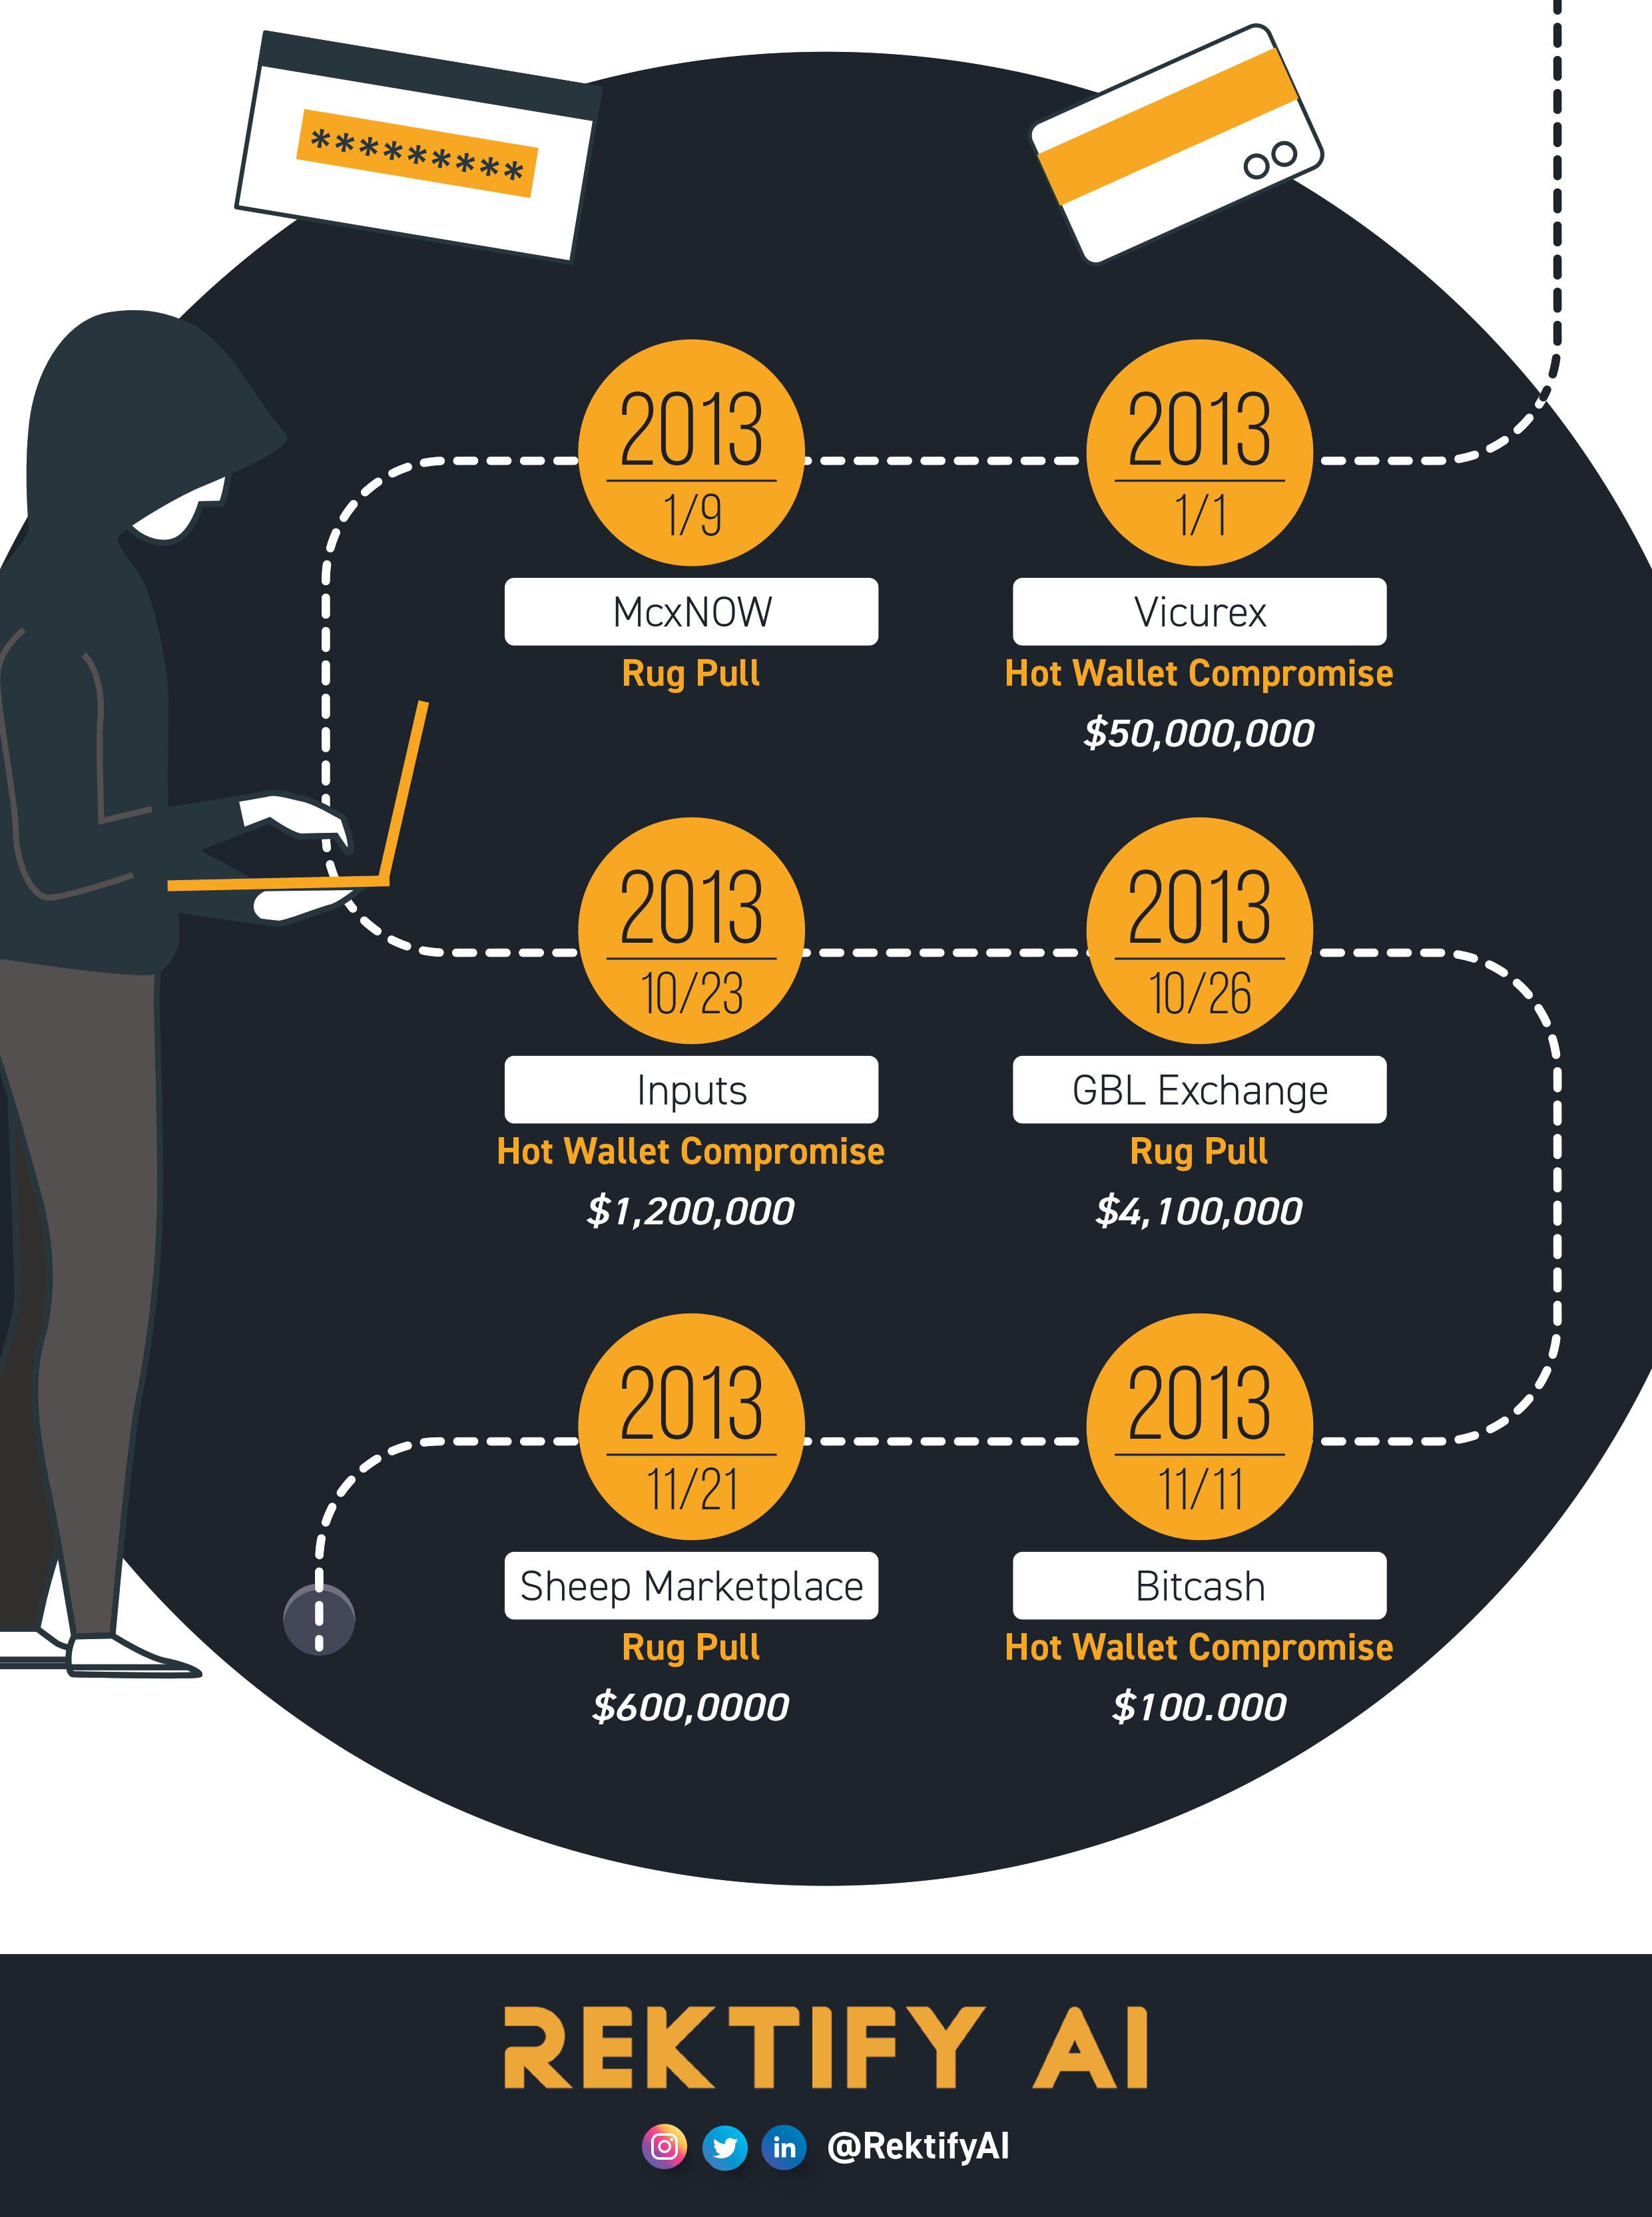 *********
2013
1/9
McxNOW
Rug Pull
2013
1/1
Vicurex
Hot Wallet Compromise
$50,000,000
2013
10/23
Inputs
Hot Wallet Compromise
$1,200,000
2013
10/26
GBL Exchange
Rug Pull
$4,100,000
2013
11/21
Sheep Marketplace
Rug Pull
$600,0000
2013
11/11
Bitcash
Hot Wallet Compromise
$100.000
REKTIFY AI
in
@RektifyAI